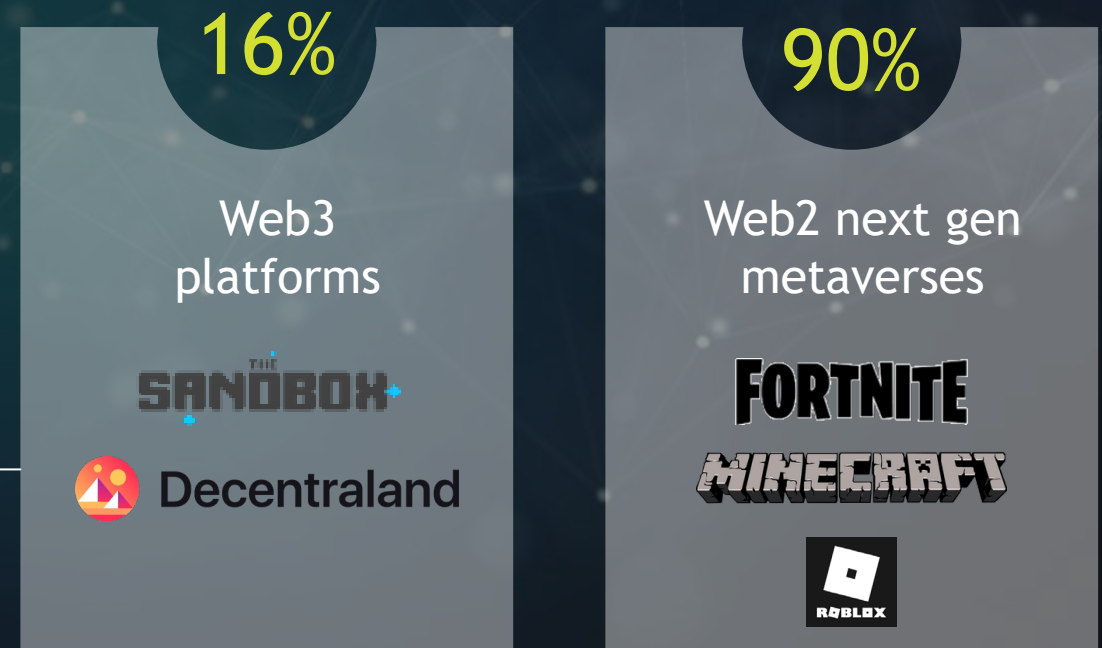 16%
Web3
platforms
THE
SANDBOX
Decentraland
90%
Web2 next gen
metaverses
FORTNITE
MINECRAFT
ROBLOX